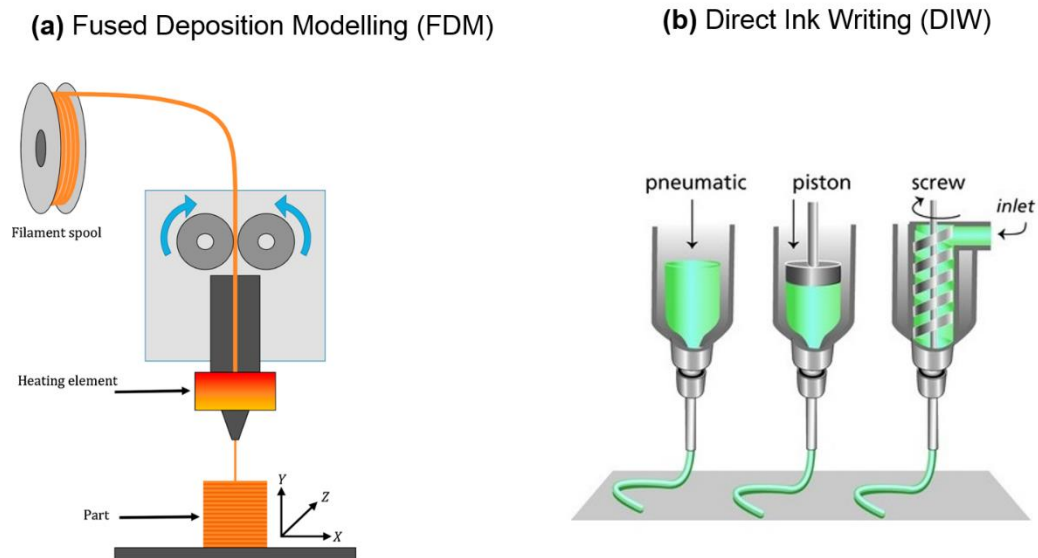 (a) Fused Deposition Modelling (FDM)
Filament spool
Heating element
Part
Y
Z
X
(b) Direct Ink Writing (DIW)
pneumatic
piston
screw
inlet